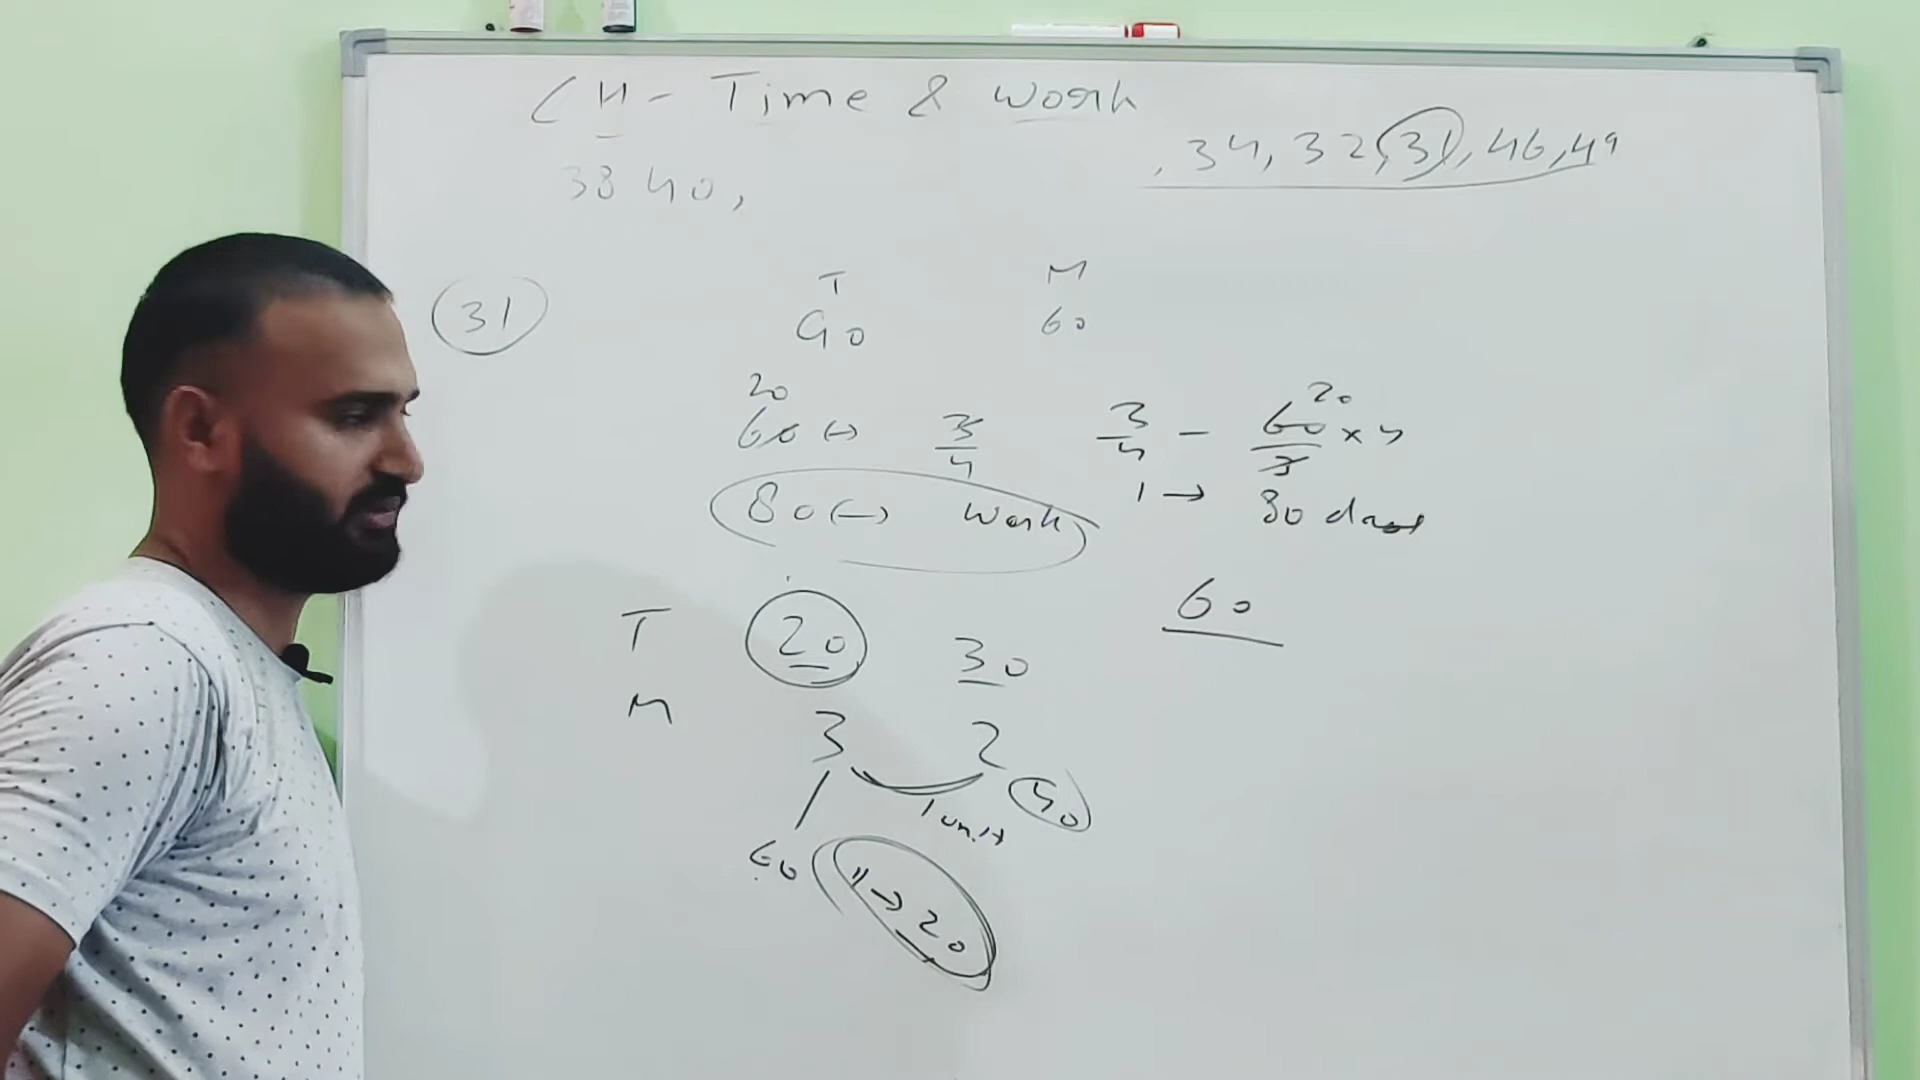 CH - Time & Work
, 34, 32, 31, 46, 49
38 40,
31
T M
90 60
20 20
60 ↔ 3/4 3/4 - 60/3 x 4
80 ↔ Work 1 → 80 days
60
T 20 30
M 3 2
1 unit 40
60 11 → 20